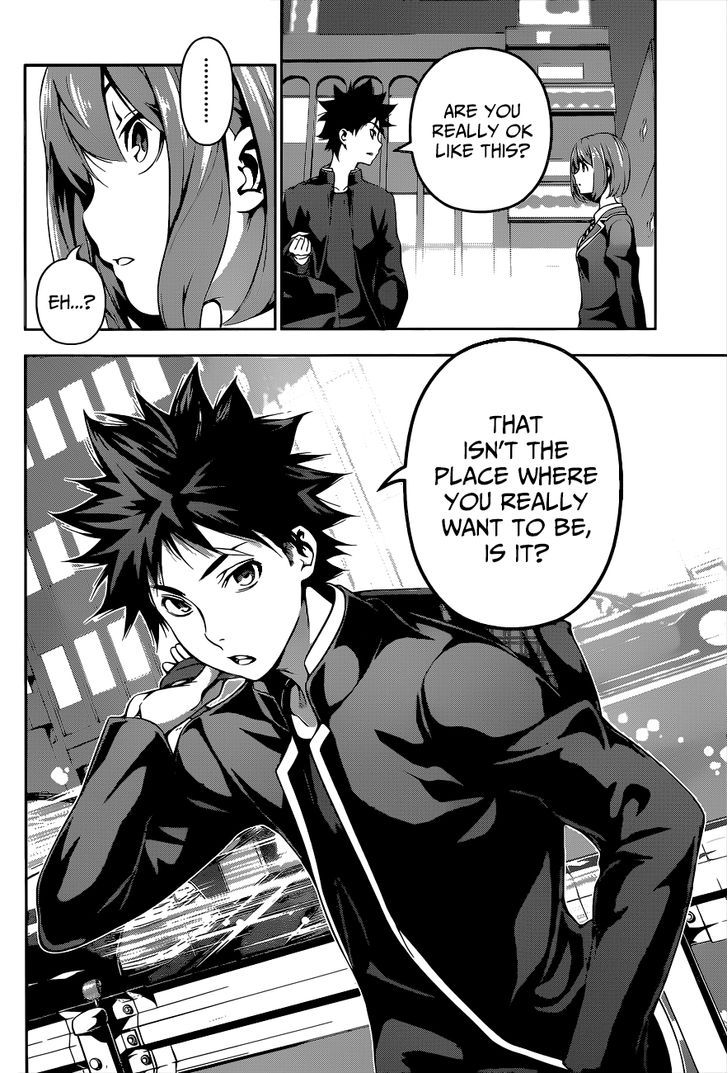 ARE YOU
REALLY OK
LIKE THIS?
.........
EH...?
THAT
ISN'T THE
PLACE WHERE
YOU REALLY
WANT TO BE,
IS IT?